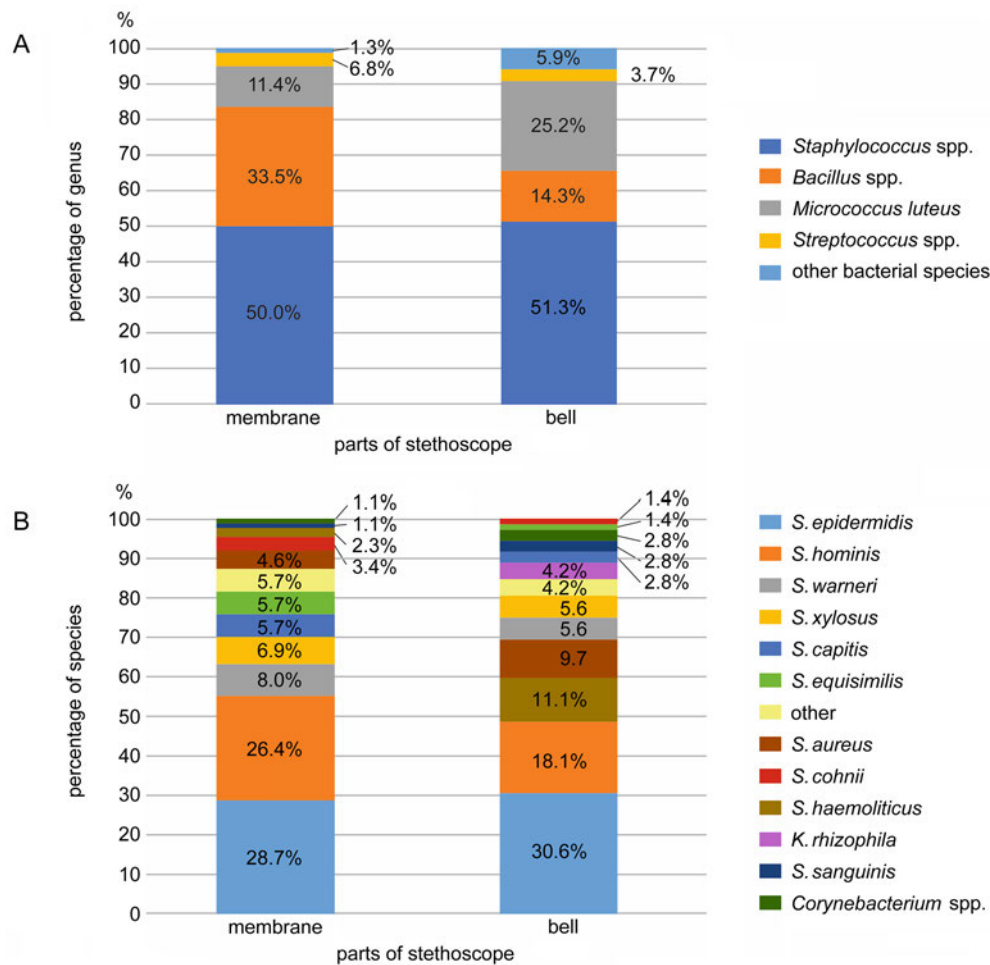 A
%
100
90
80
70
60
50
40
30
20
10
0
percentage of genus
1.3%
6.8%
11.4%
33.5%
50.0%
5.9%
3.7%
25.2%
14.3%
51.3%
membrane
bell
parts of stethoscope
Staphylococcus spp.
Bacillus spp.
Micrococcus luteus
Streptococcus spp.
other bacterial species
B
%
100
90
80
70
60
50
40
30
20
10
0
percentage of species
1.1%
1.1%
2.3%
3.4%
4.6%
5.7%
5.7%
5.7%
6.9%
8.0%
26.4%
28.7%
1.4%
1.4%
2.8%
2.8%
2.8%
4.2%
4.2%
5.6
5.6
9.7
11.1%
18.1%
30.6%
membrane
bell
parts of stethoscope
S. epidermidis
S. hominis
S. warneri
S. xylosus
S. capitis
S. equisimilis
other
S. aureus
S. cohnii
S. haemoliticus
K. rhizophila
S. sanguinis
Corynebacterium spp.